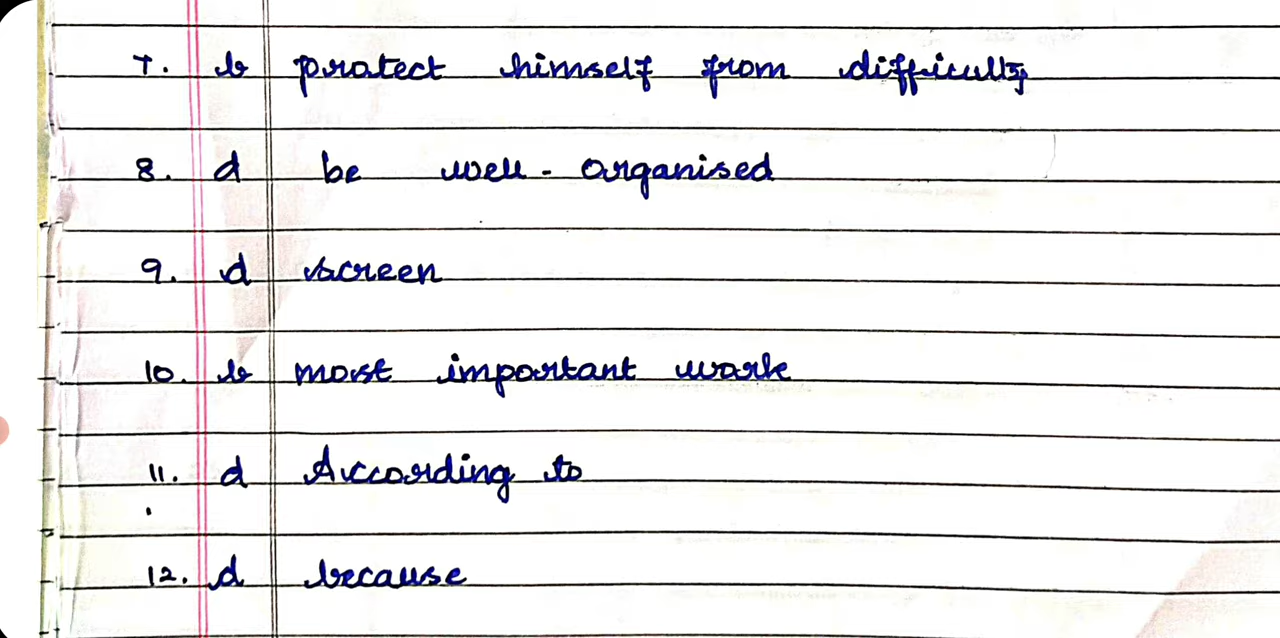 7. b protect himself from difficulty
8. d be well-organised
9. d screen
10. b most important work
11. d According to
12. d because